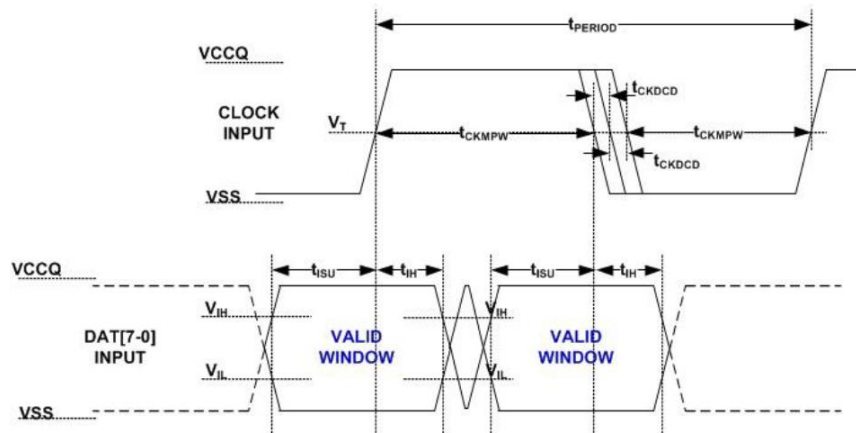 tPERIOD
VCCQ
tCKDCD
CLOCK
INPUT
VT
tCKMPW
tCKMPW
tCKDCD
VSS
VCCQ
tISU
tIH
tISU
tIH
VIH
VIH
DAT[7-0]
INPUT
VALID
WINDOW
VALID
WINDOW
VIL
VIL
VSS